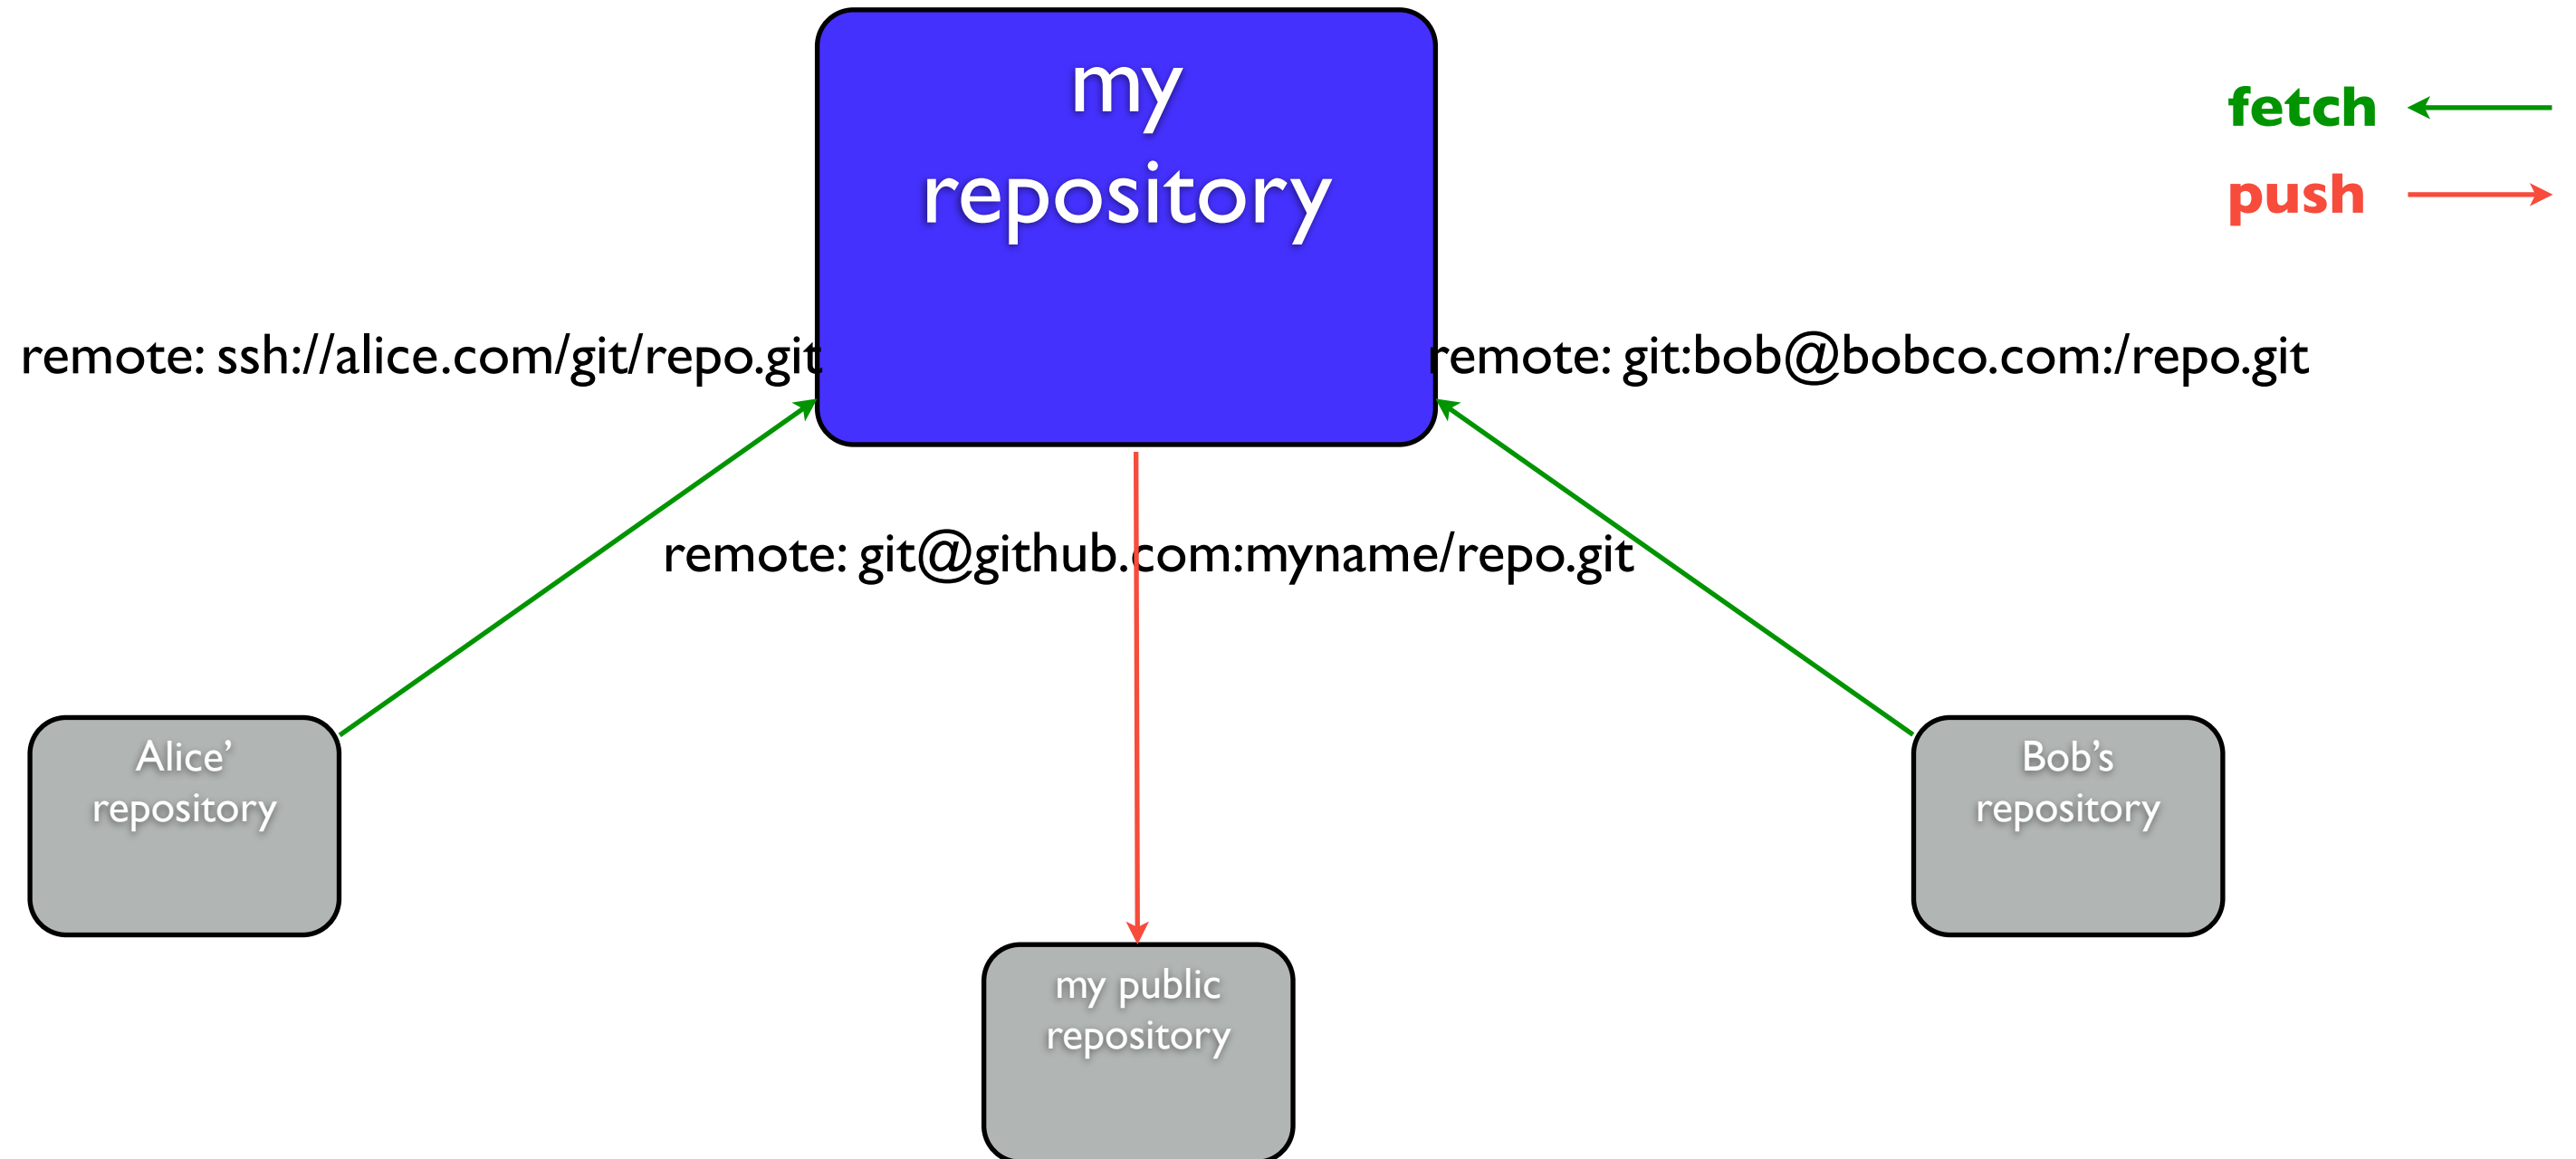 my
repository
fetch
push
remote: ssh://alice.com/git/repo.git
remote: git:bob@bobco.com:/repo.git
remote: git@github.com:myname/repo.git
Alice’
repository
Bob’s
repository
my public
repository